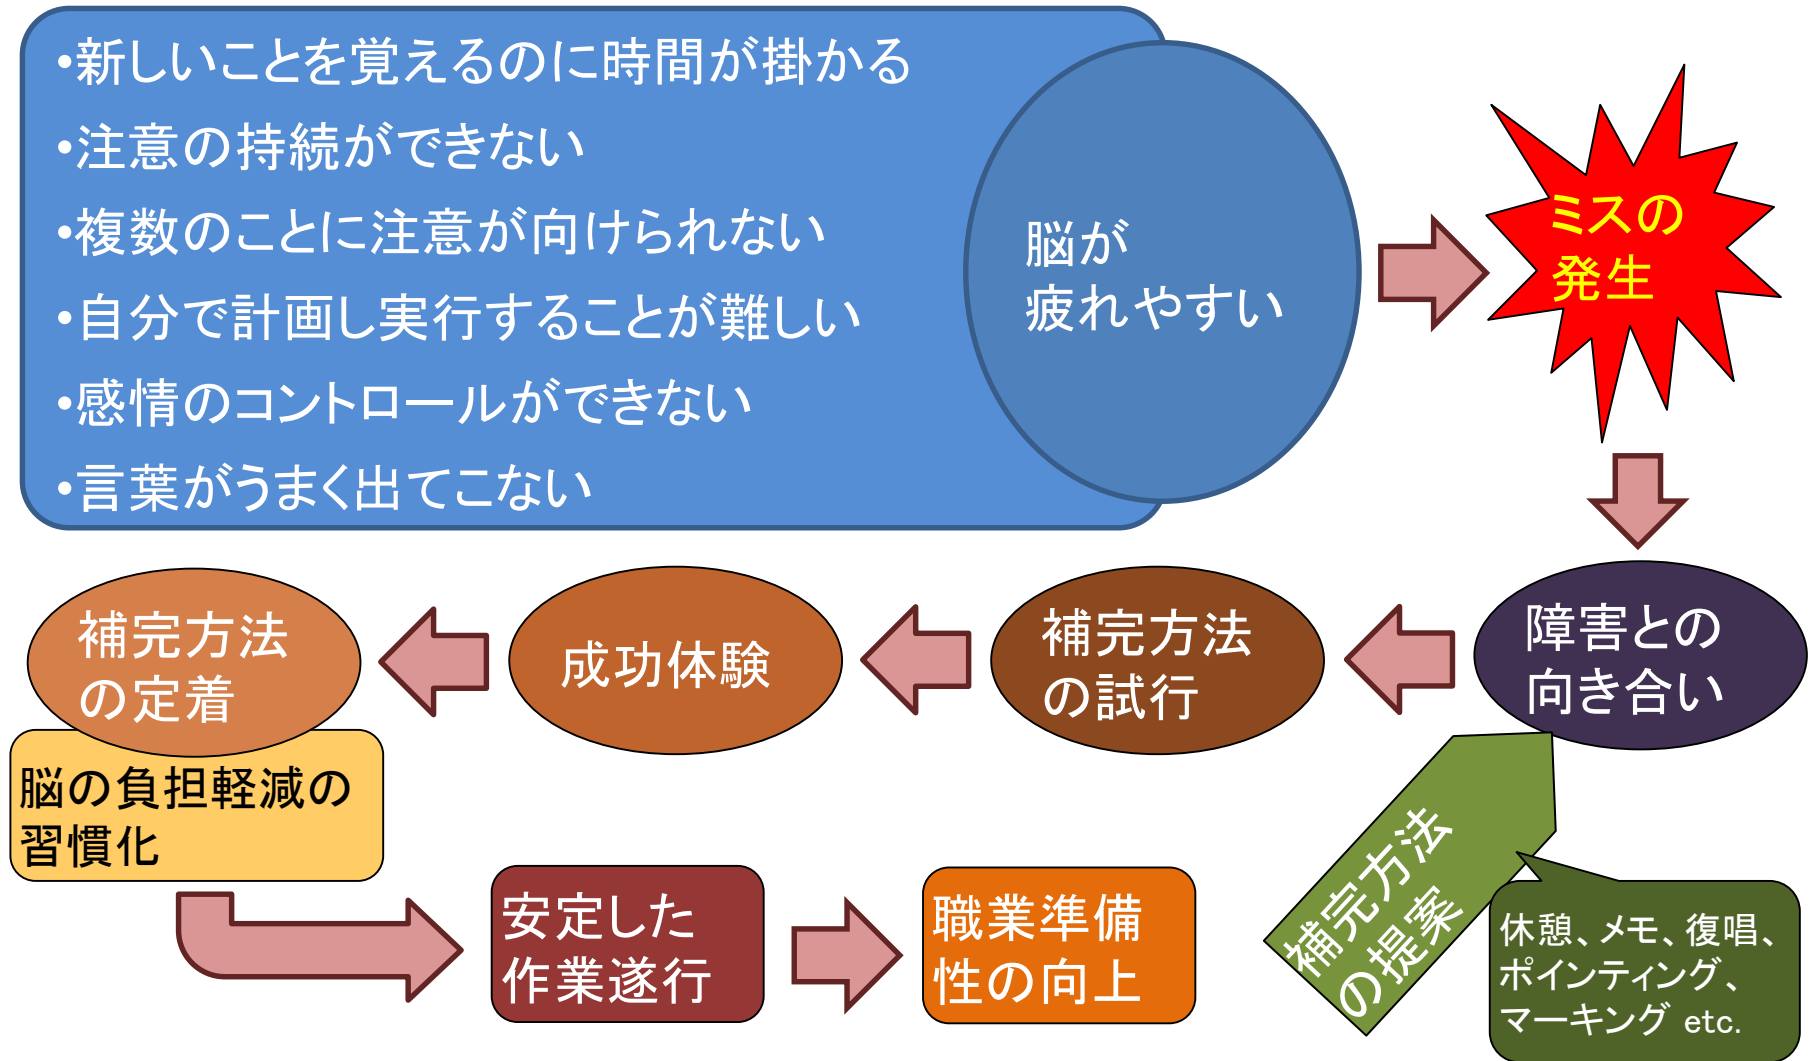 •新しいことを覚えるのに時間が掛かる
•注意の持続ができない
•複数のことに注意が向けられない
•自分で計画し実行することが難しい
•感情のコントロールができない
•言葉がうまく出てこない
脳が
疲れやすい
ミスの
発生
障害との
向き合い
補完方法
の試行
成功体験
補完方法
の定着
脳の負担軽減の
習慣化
安定した
作業遂行
職業準備
性の向上
補完方法
の提案
休憩、メモ、復唱、
ポインティング、
マーキング etc.